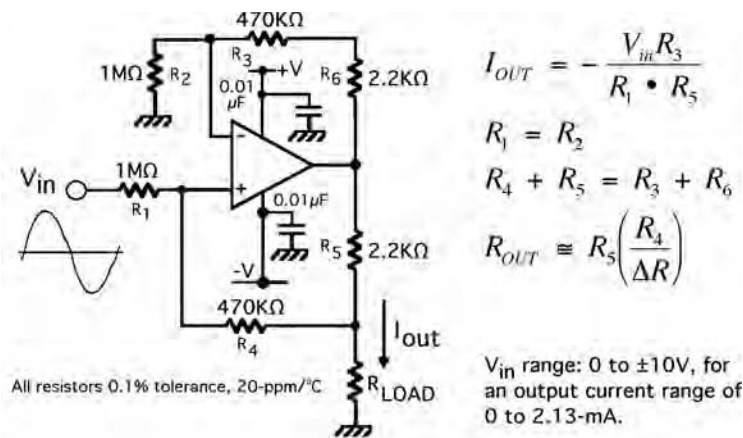 470KΩ
R3
1MΩ
R2
+V
0.01
µF
R6
2.2KΩ
-
Vin
1MΩ
R1
+
0.01µF
R5
2.2KΩ
-V
470KΩ
R4
Iout
RLOAD
All resistors 0.1% tolerance, 20-ppm/°C
IOUT = - VinR3 / R1 • R5
R1 = R2
R4 + R5 = R3 + R6
ROUT ≅ R5(R4/ΔR)
Vin range: 0 to ±10V, for
an output current range of
0 to 2.13-mA.